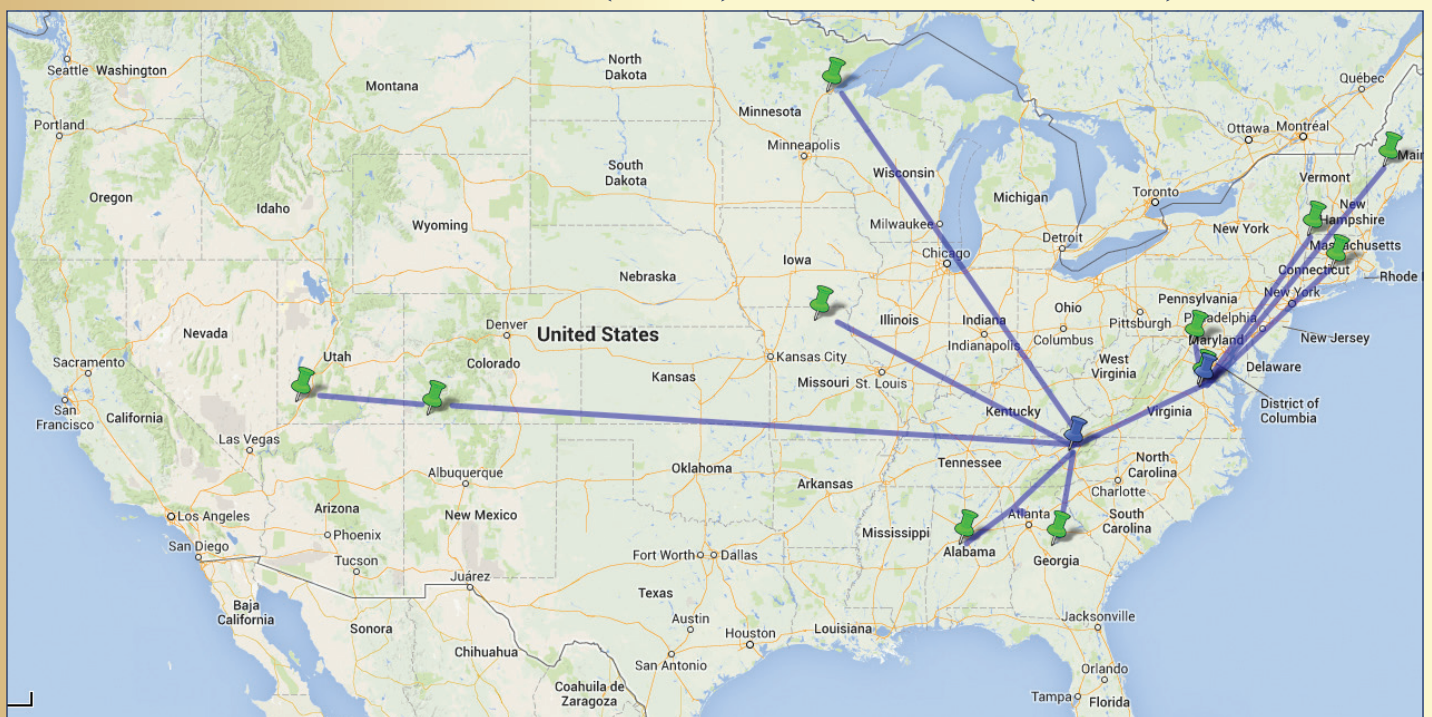 Seattle
Washington
Montana
North
Dakota
Minnesota
Québec
Portland
Ottawa
Montréal
Minneapolis
Vermont
Oregon
Idaho
Wyoming
South
Dakota
Wisconsin
Michigan
Toronto
New
Hampshire
Milwaukee
New York
Massachusetts
Detroit
Chicago
Iowa
Nebraska
Connecticut
Rhode
New York
Pennsylvania
Philadelphia
Nevada
Denver
United States
Illinois
Indiana
Ohio
Pittsburgh
New Jersey
Indianapolis
Columbus
Maryland
Sacramento
Utah
Colorado
Kansas City
West
Virginia
Delaware
San
Francisco
California
Kansas
Missouri
St. Louis
Kentucky
Virginia
District of
Columbia
Las Vegas
Albuquerque
Oklahoma
Tennessee
North
Carolina
Arkansas
Charlotte
Los Angeles
Arizona
New Mexico
Atlanta
South
Carolina
Phoenix
Mississippi
San Diego
Tucson
Fort Worth
Dallas
Alabama
Georgia
Juárez
Texas
Baja
California
Sonora
Austin
Houston
Louisiana
Jacksonville
Chihuahua
San Antonio
Orlando
Coahuila de
Zaragoza
Tampa
Florida